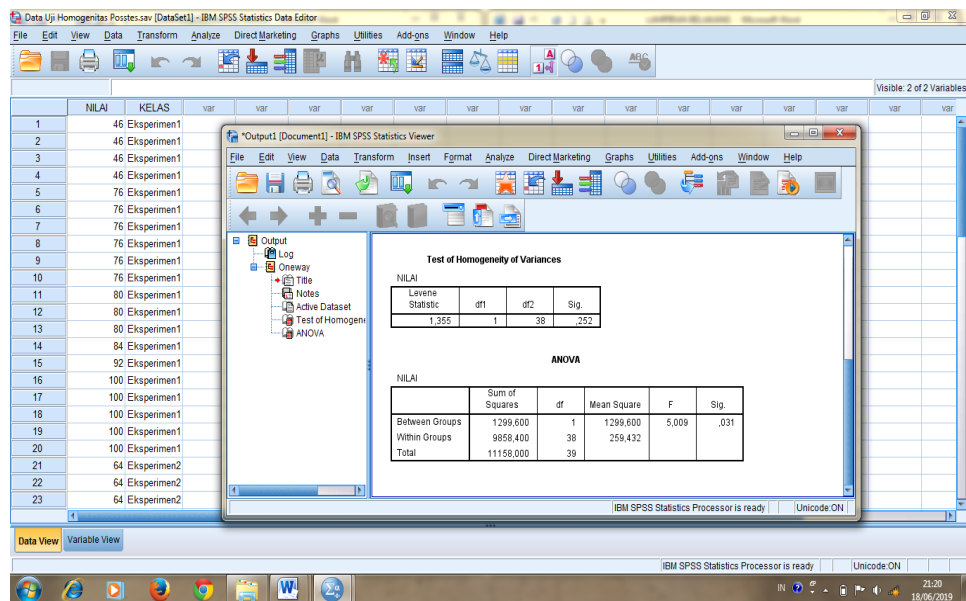 Data Uji Homogenitas Posstes.sav [DataSet1] - IBM SPSS Statistics Data Editor
File Edit View Data Transform Analyze Direct Marketing Graphs Utilities Add-ons Window Help
Visible: 2 of 2 Variables
NILAI KELAS var var var var var var var var var var var var var var var
1 46 Eksperimen1
2 46 Eksperimen1
3 46 Eksperimen1
4 46 Eksperimen1
5 76 Eksperimen1
6 76 Eksperimen1
7 76 Eksperimen1
8 76 Eksperimen1
9 76 Eksperimen1
10 76 Eksperimen1
11 80 Eksperimen1
12 80 Eksperimen1
13 80 Eksperimen1
14 84 Eksperimen1
15 92 Eksperimen1
16 100 Eksperimen1
17 100 Eksperimen1
18 100 Eksperimen1
19 100 Eksperimen1
20 100 Eksperimen1
21 64 Eksperimen2
22 64 Eksperimen2
23 64 Eksperimen2
*Output1 [Document1] - IBM SPSS Statistics Viewer
File Edit View Data Transform Insert Format Analyze Direct Marketing Graphs Utilities Add-ons Window Help
Output
Log
Oneway
Title
Notes
Active Dataset
Test of Homogene
ANOVA
Test of Homogeneity of Variances
NILAI
Levene Statistic df1 df2 Sig.
1,355 1 38 ,252
ANOVA
NILAI
Sum of Squares df Mean Square F Sig.
Between Groups 1299,600 1 1299,600 5,009 ,031
Within Groups 9858,400 38 259,432
Total 11158,000 39
IBM SPSS Statistics Processor is ready Unicode:ON
Data View Variable View
IBM SPSS Statistics Processor is ready Unicode:ON
IN 21:20
18/06/2019